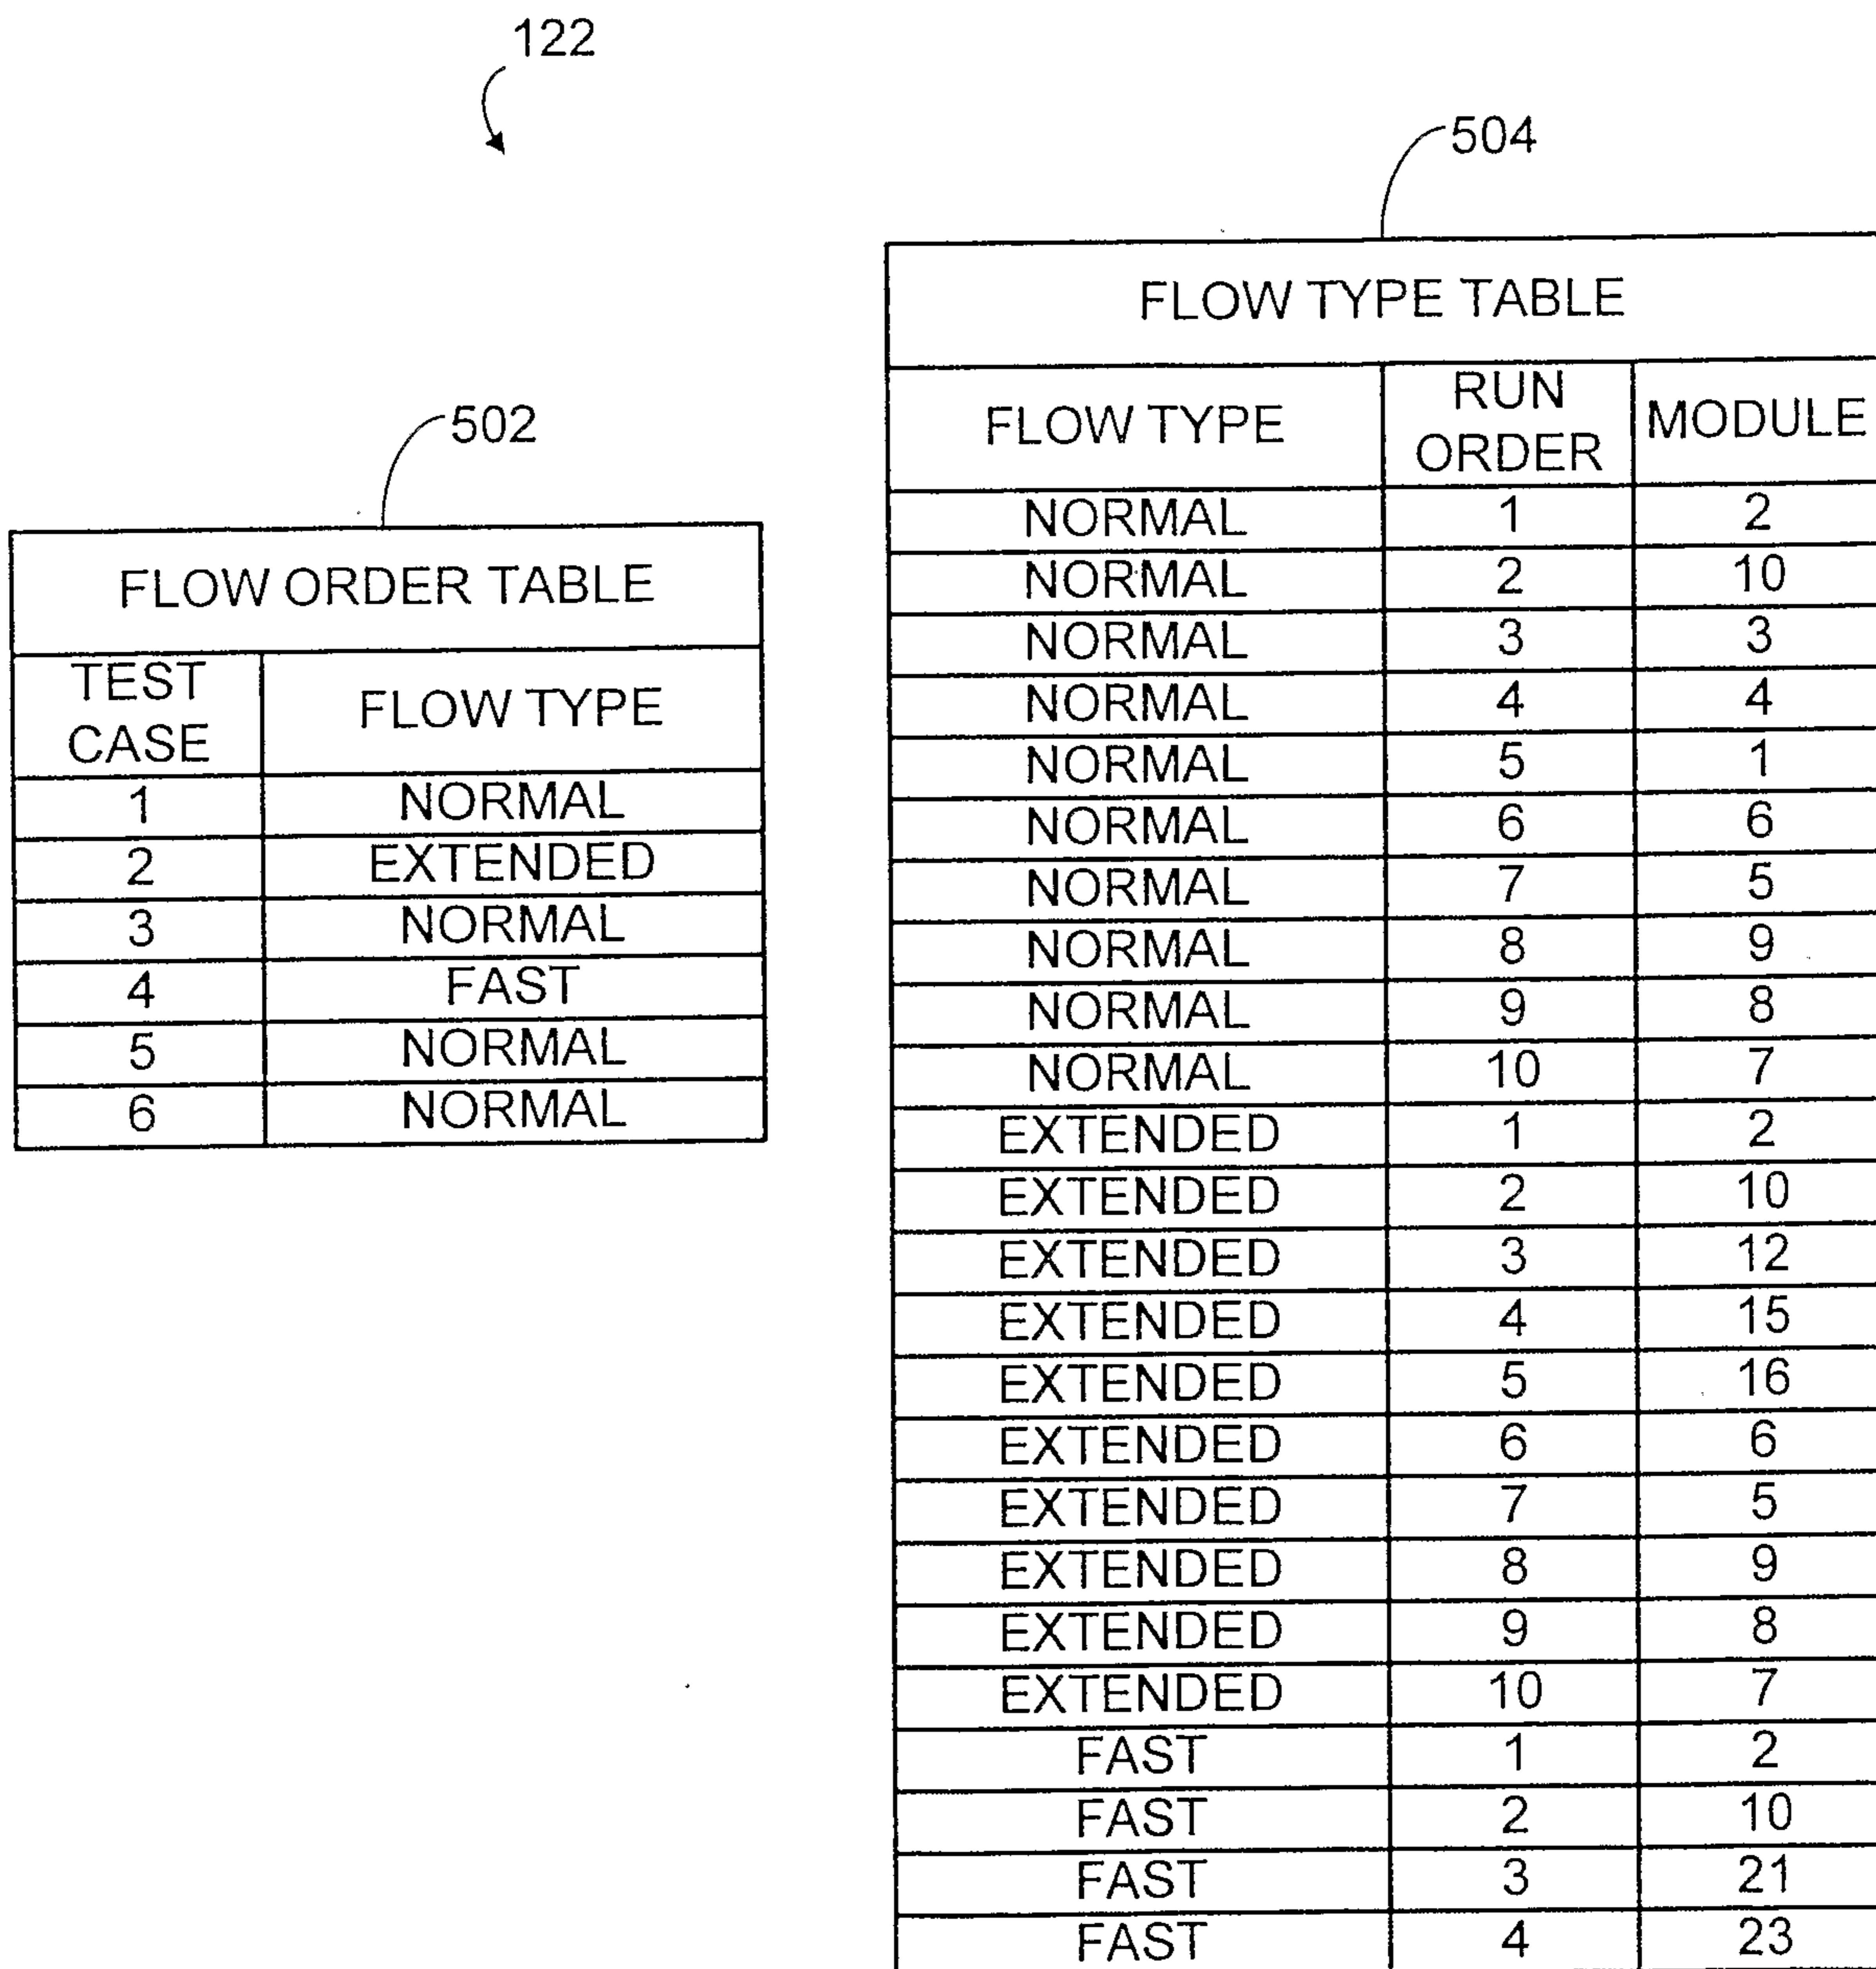 122
502
FLOW ORDER TABLE
TEST CASE FLOW TYPE
1 NORMAL
2 EXTENDED
3 NORMAL
4 FAST
5 NORMAL
6 NORMAL
504
FLOW TYPE TABLE
FLOW TYPE RUN ORDER MODULE
NORMAL 1 2
NORMAL 2 10
NORMAL 3 3
NORMAL 4 4
NORMAL 5 1
NORMAL 6 6
NORMAL 7 5
NORMAL 8 9
NORMAL 9 8
NORMAL 10 7
EXTENDED 1 2
EXTENDED 2 10
EXTENDED 3 12
EXTENDED 4 15
EXTENDED 5 16
EXTENDED 6 6
EXTENDED 7 5
EXTENDED 8 9
EXTENDED 9 8
EXTENDED 10 7
FAST 1 2
FAST 2 10
FAST 3 21
FAST 4 23